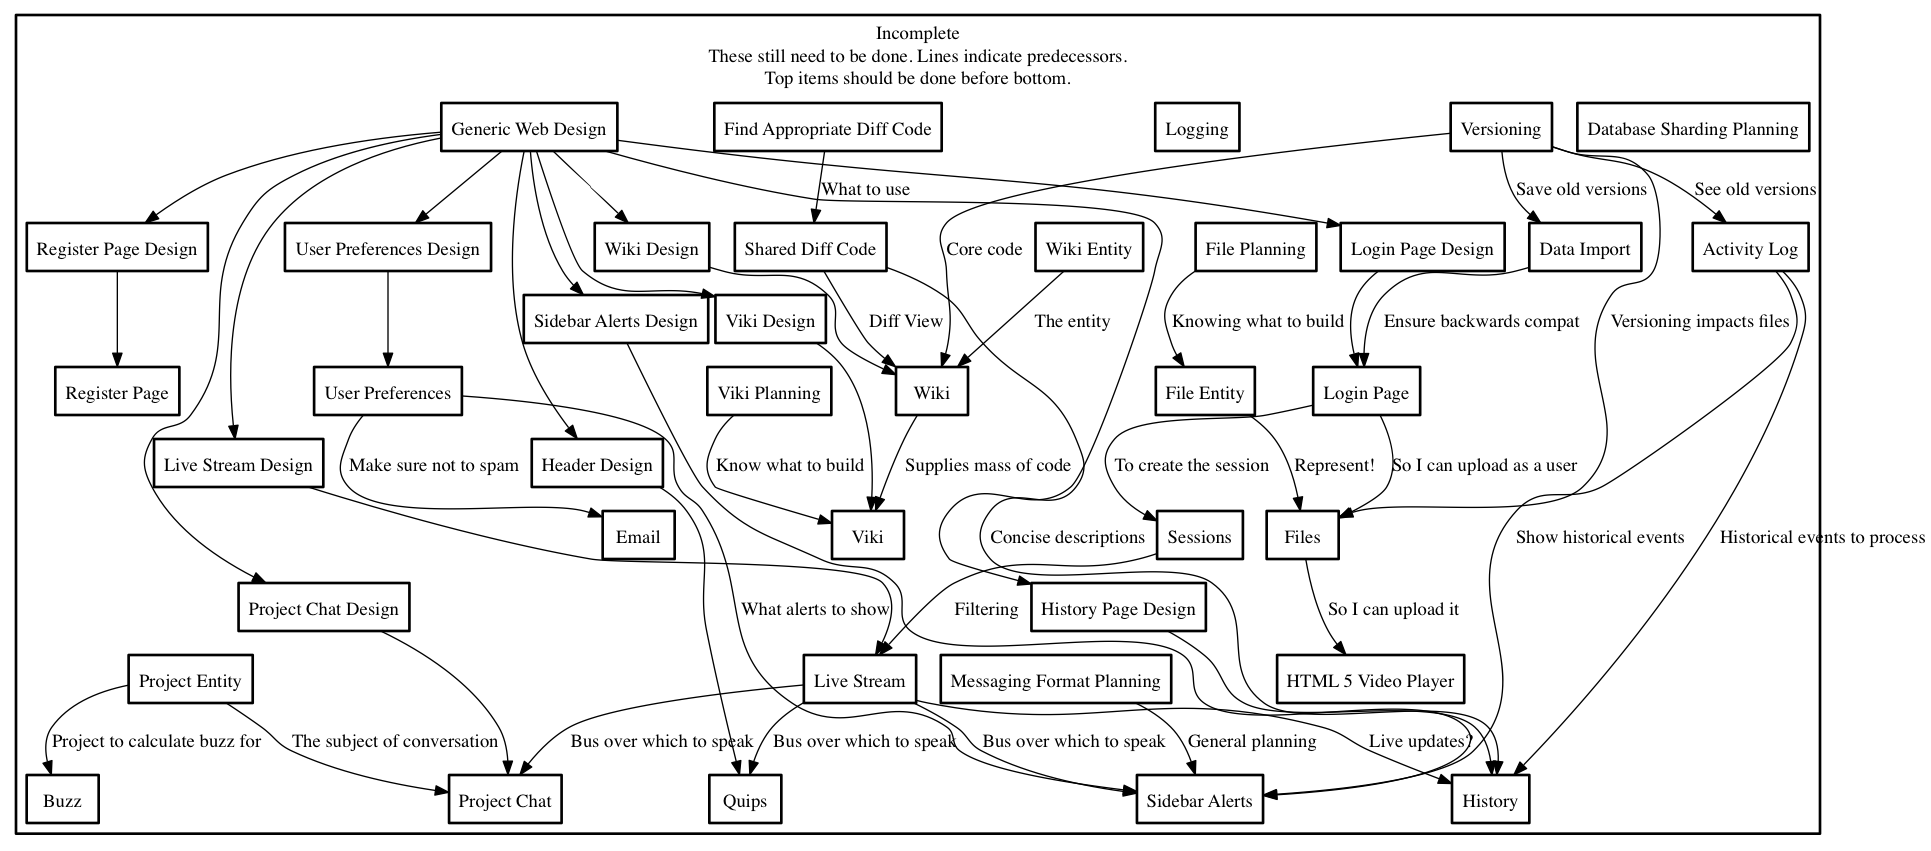 Incomplete
These still need to be done. Lines indicate predecessors.
Top items should be done before bottom.
Generic Web Design
Find Appropriate Diff Code
Logging
Versioning
Database Sharding Planning
What to use
Save old versions
See old versions
Register Page Design
User Preferences Design
Wiki Design
Shared Diff Code
Core code
Wiki Entity
File Planning
Login Page Design
Data Import
Activity Log
Sidebar Alerts Design
Viki Design
Diff View
The entity
Knowing what to build
Ensure backwards compat
Versioning impacts files
Register Page
User Preferences
Viki Planning
Wiki
File Entity
Login Page
Live Stream Design
Make sure not to spam
Header Design
Know what to build
Supplies mass of code
To create the session
Represent!
So I can upload as a user
Email
Viki
Concise descriptions
Sessions
Files
Show historical events
Historical events to process
Project Chat Design
What alerts to show
Filtering
History Page Design
So I can upload it
Project Entity
Live Stream
Messaging Format Planning
HTML 5 Video Player
Project to calculate buzz for
The subject of conversation
Bus over which to speak
Bus over which to speak
Bus over which to speak
General planning
Live updates?
Buzz
Project Chat
Quips
Sidebar Alerts
History